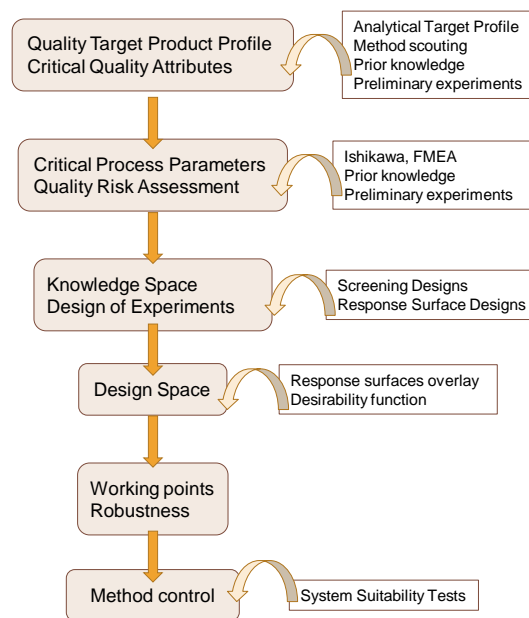 Quality Target Product Profile
Critical Quality Attributes
Analytical Target Profile
Method scouting
Prior knowledge
Preliminary experiments
Critical Process Parameters
Quality Risk Assessment
Ishikawa, FMEA
Prior knowledge
Preliminary experiments
Knowledge Space
Design of Experiments
Screening Designs
Response Surface Designs
Design Space
Response surfaces overlay
Desirability function
Working points
Robustness
Method control
System Suitability Tests